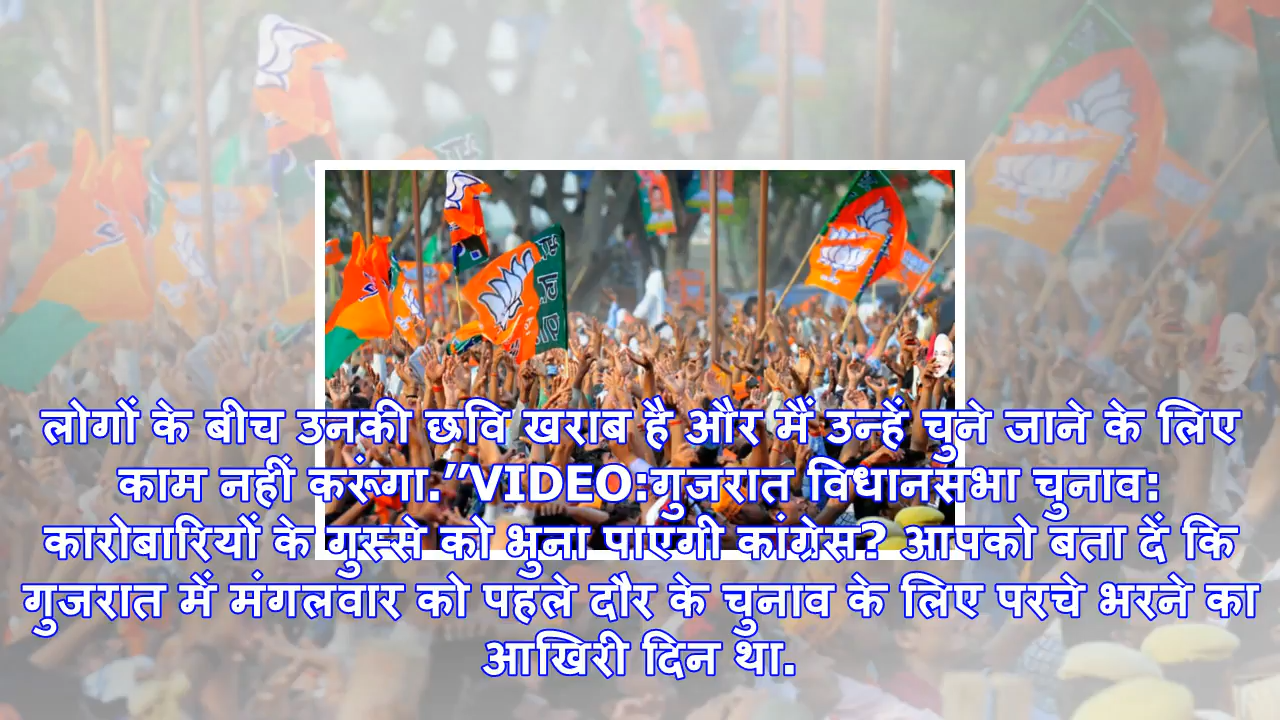 लोगों के बीच उनकी छवि खराब है और मैं उन्हें चुने जाने के लिए
काम नहीं करूंगा.’’VIDEO:गुजरात विधानसभा चुनाव:
कारोबारियों के गुस्से को भुना पाएगी कांग्रेस? आपको बता दें कि
गुजरात में मंगलवार को पहले दौर के चुनाव के लिए परचे भरने का
आखिरी दिन था.